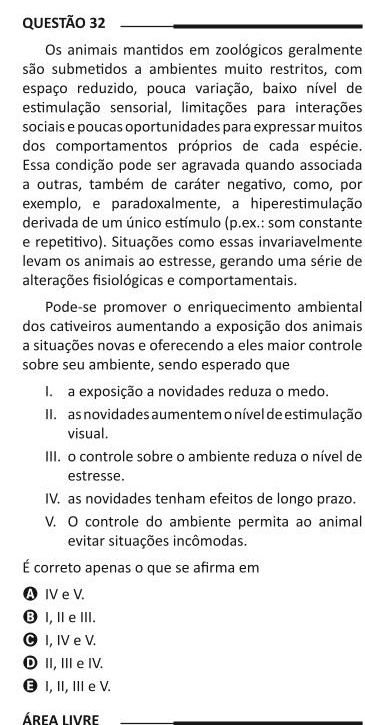 QUESTÃO 32
Os animais mantidos em zoológicos geralmente
são submetidos a ambientes muito restritos, com
espaço reduzido, pouca variação, baixo nível de
estimulação sensorial, limitações para interações
sociais e poucas oportunidades para expressar muitos
dos comportamentos próprios de cada espécie.
Essa condição pode ser agravada quando associada
a outras, também de caráter negativo, como, por
exemplo, e paradoxalmente, a hiperestimulação
derivada de um único estímulo (p.ex.: som constante
e repetititvo). Situações como essas invariavelmente
levam os animais ao estresse, gerando uma série de
alterações fisiológicas e comportamentais.
Pode-se promover o enriquecimento ambiental
dos cativeiros aumentando a exposição dos animais
a situações novas e oferecendo a eles maior controle
sobre seu ambiente, sendo esperado que
I. a exposição a novidades reduza o medo.
II. as novidades aumentem o nível de estimulação
visual.
III. o controle sobre o ambiente reduza o nível de
estresse.
IV. as novidades tenham efeitos de longo prazo.
V. O controle do ambiente permita ao animal
evitar situações incômodas.
É correto apenas o que se afirma em
A IV e V.
B I, II e III.
C I, IV e V.
D II, III e IV.
E I, II, III e V.
ÁREA LIVRE